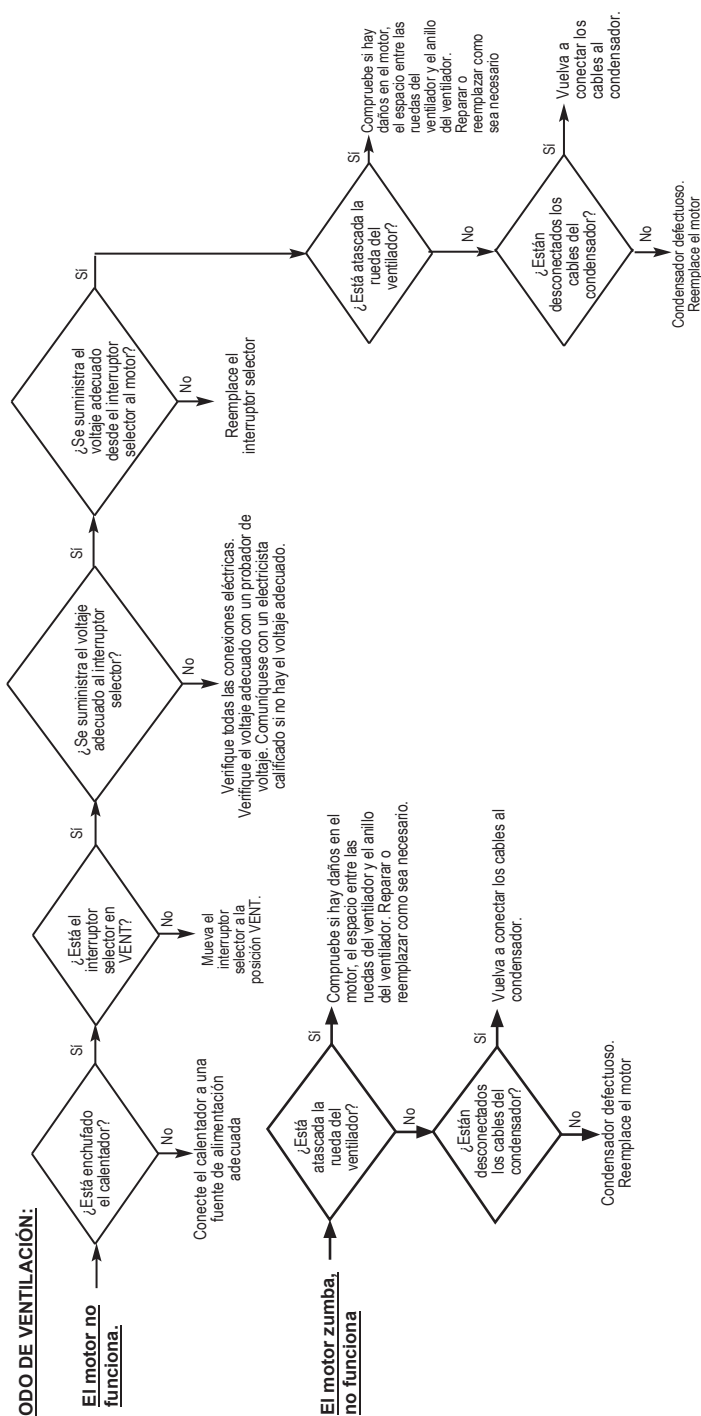 ODO DE VENTILACIÓN:
El motor no
funciona.
¿Está enchufado
el calentador?
Sí
No
Conecte el calentador a una
fuente de alimentación
adecuada
¿Está el
interruptor
selector en
VENT?
Sí
No
Mueva el
interruptor
selector a la
posición VENT.
¿Se suministra el voltaje
adecuado al interruptor
selector?
Sí
No
Verifique todas las conexiones eléctricas.
Verifique el voltaje adecuado con un probador de
voltaje. Comuníquese con un electricista
calificado si no hay el voltaje adecuado.
¿Se suministra el
voltaje adecuado
desde el interruptor
selector al motor?
Sí
No
Reemplace el
interruptor selector
¿Está atascada la
rueda del
ventilador?
Sí
Compruebe si hay
daños en el motor,
el espacio entre las
ruedas del
ventilador y el anillo
del ventilador.
Reparar o
reemplazar como
sea necesario
No
¿Están
desconectados los
cables del
condensador?
Sí
Vuelva a
conectar los
cables al
condensador.
No
Condensador defectuoso.
Reemplace el motor
El motor zumba,
no funciona
¿Está
atascada la
rueda del
ventilador?
Sí
Compruebe si hay daños en el
motor, el espacio entre las
ruedas del ventilador y el anillo
del ventilador. Reparar o
reemplazar como sea necesario.
No
¿Están
desconectados
los cables del
condensador?
Sí
Vuelva a conectar los cables al
condensador.
No
Condensador defectuoso.
Reemplace el motor